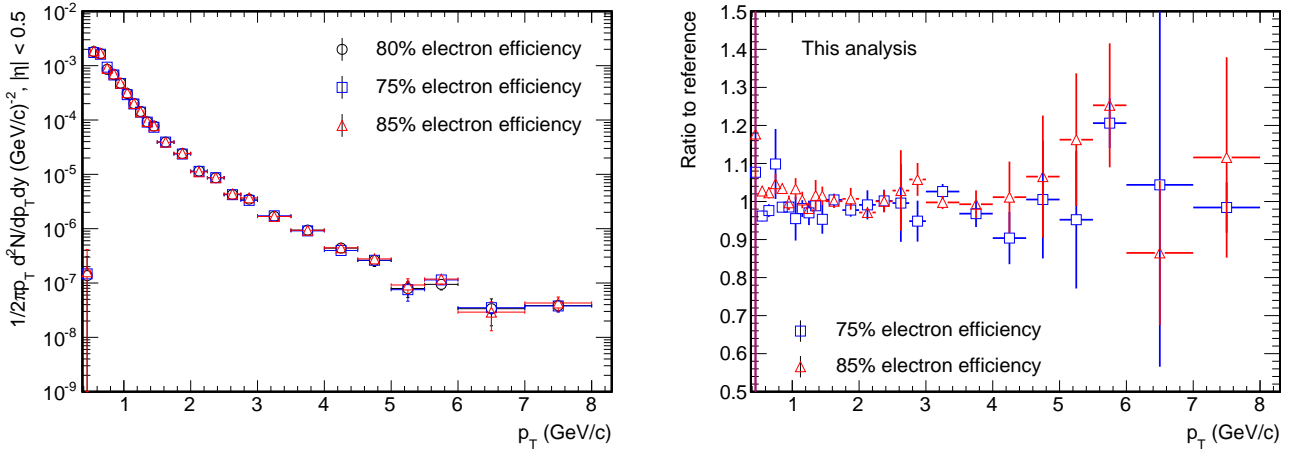 1/2πp_T d²N/dp_T dy (GeV/c)⁻², |η| < 0.5
10⁻²
10⁻³
10⁻⁴
10⁻⁵
10⁻⁶
10⁻⁷
10⁻⁸
10⁻⁹
80% electron efficiency
75% electron efficiency
85% electron efficiency
1 2 3 4 5 6 7 8
p_T (GeV/c)
Ratio to reference
1.5
1.4
1.3
1.2
1.1
1
0.9
0.8
0.7
0.6
0.5
This analysis
75% electron efficiency
85% electron efficiency
1 2 3 4 5 6 7 8
p_T (GeV/c)